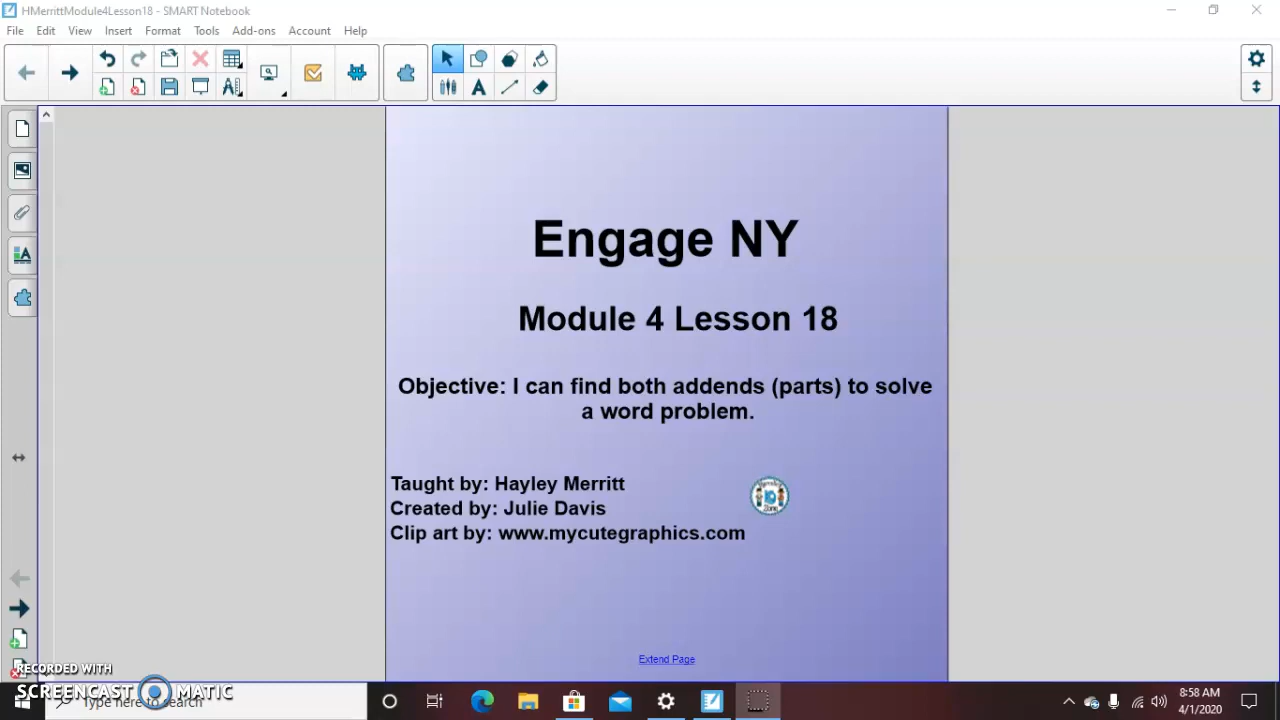 HMerrittModule4Lesson18 - SMART Notebook
File Edit View Insert Format Tools Add-ons Account Help
Engage NY
Module 4 Lesson 18
Objective: I can find both addends (parts) to solve
a word problem.
Taught by: Hayley Merritt
Created by: Julie Davis
Clip art by: www.mycutegraphics.com
Extend Page
RECORDED WITH
SCREENCAST MATIC
Type here to search
8:58 AM
4/1/2020